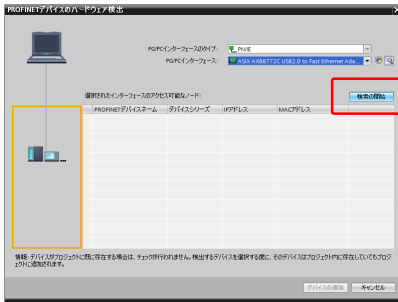 PROFINETデバイスのハードウェア検出
PG/PCインターフェースのタイプ: PN/IE
PG/PCインターフェース: ASIX AX88772C USB2.0 to Fast Ethernet Ada...
選択されたインターフェースのアクセス可能なノード:
検索の開始
PROFINETデバイスネーム デバイスシリーズ IPアドレス MACアドレス
情報: デバイスがプロジェクトに既に存在する場合は、チェックが行われません。検出するデバイスを選択する度に、そのデバイスはプロジェクト内に存在していてもプロジ
ェクトに追加されます。
デバイスの追加 キャンセル